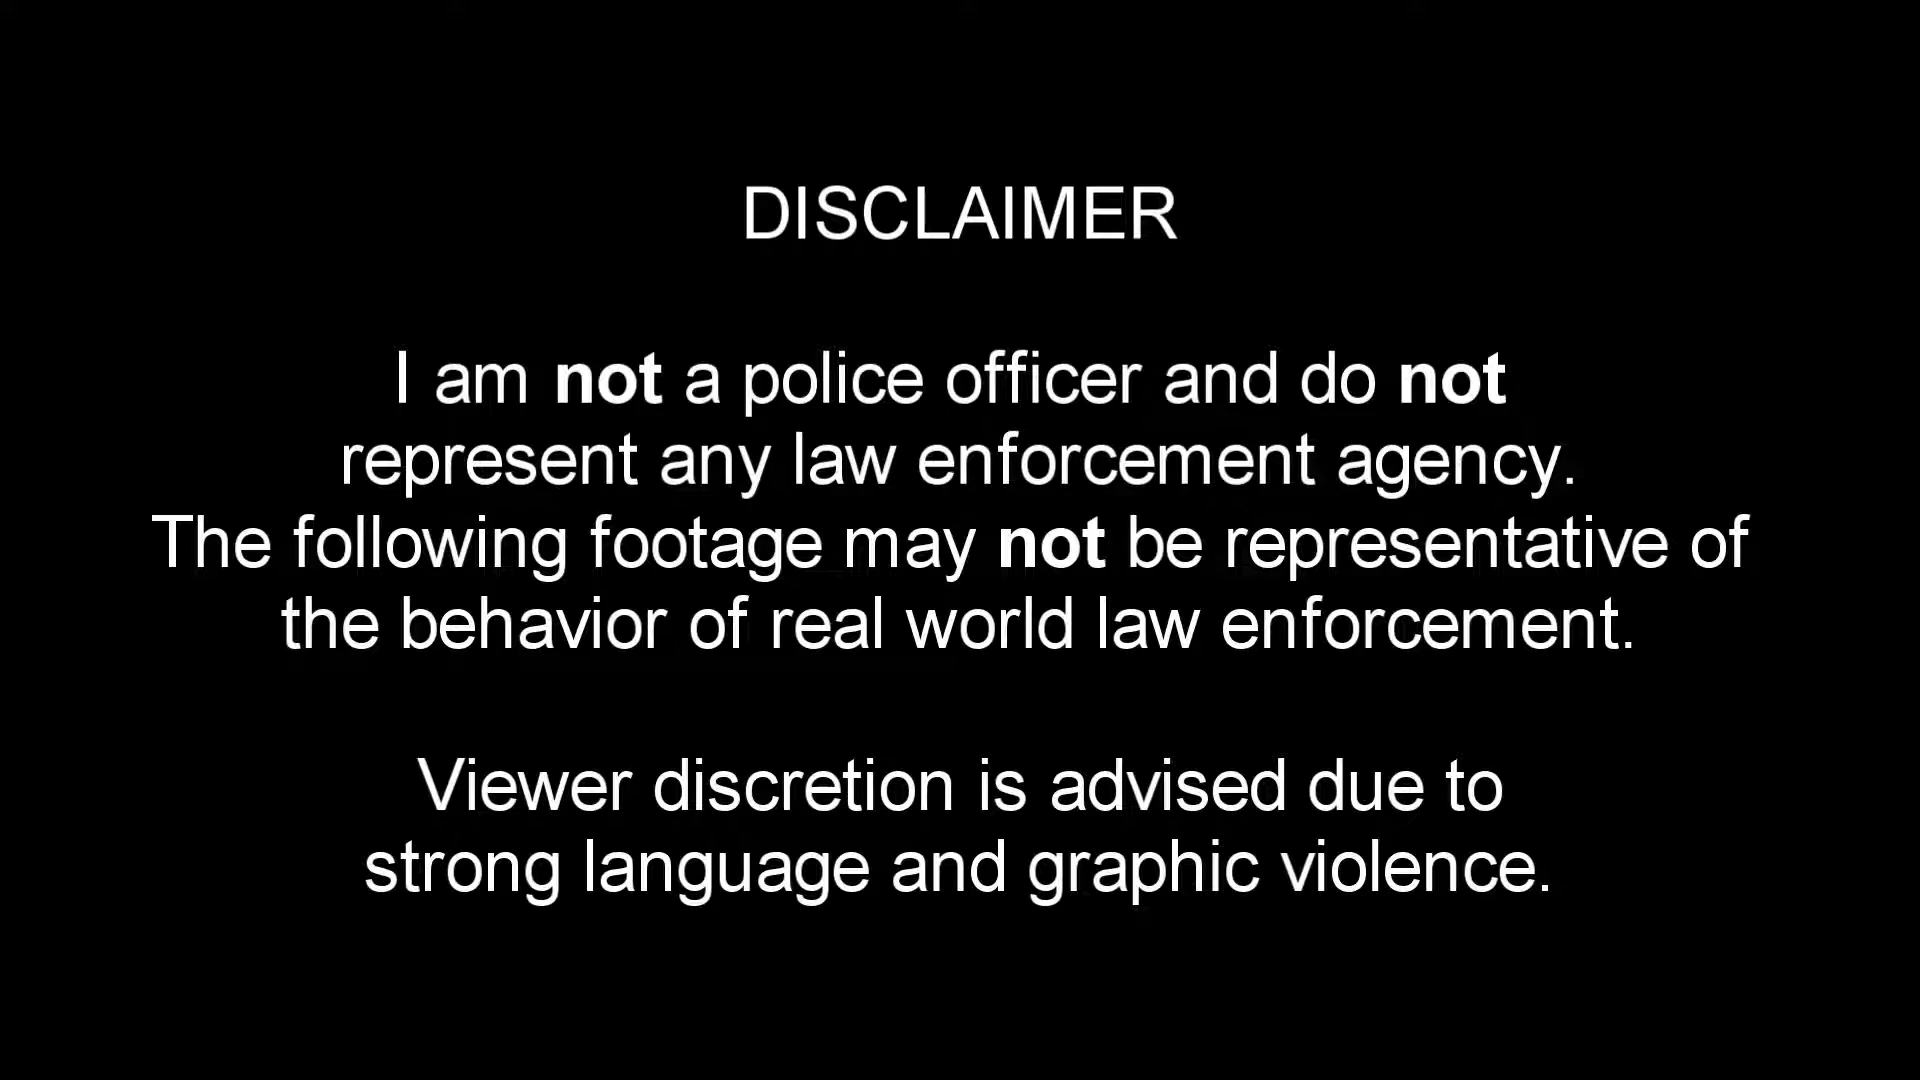 DISCLAIMER
I am not a police officer and do not
represent any law enforcement agency.
The following footage may not be representative of
the behavior of real world law enforcement.
Viewer discretion is advised due to
strong language and graphic violence.